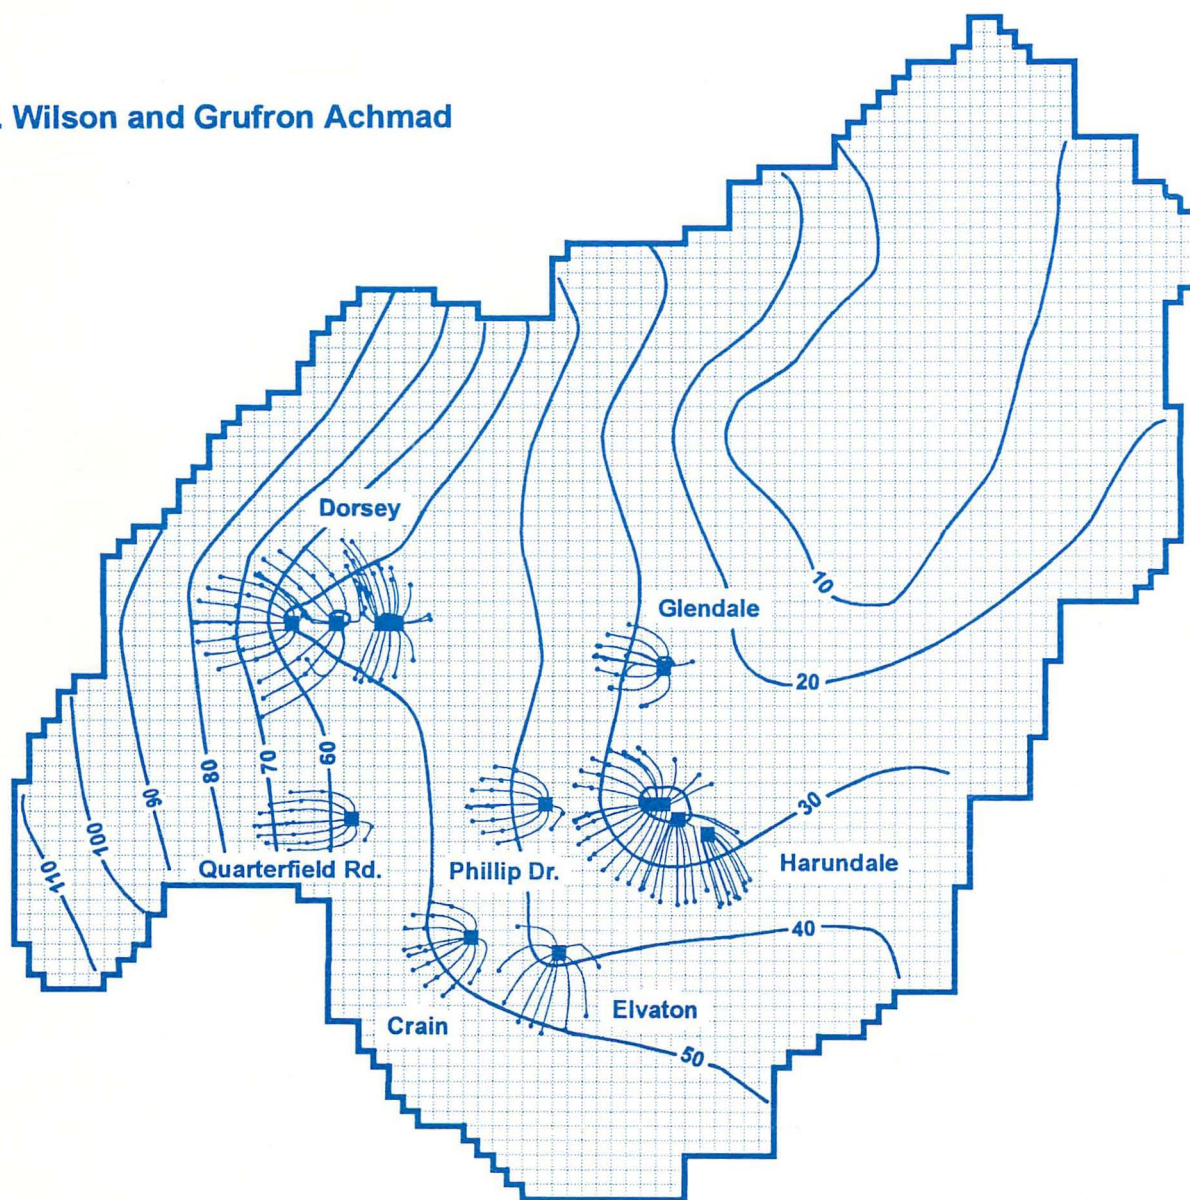 . Wilson and Grufron Achmad
Dorsey
Glendale
10
20
60
70
80
90
30
100
110
Quarterfield Rd.
Phillip Dr.
Harundale
40
Crain
Elvaton
50